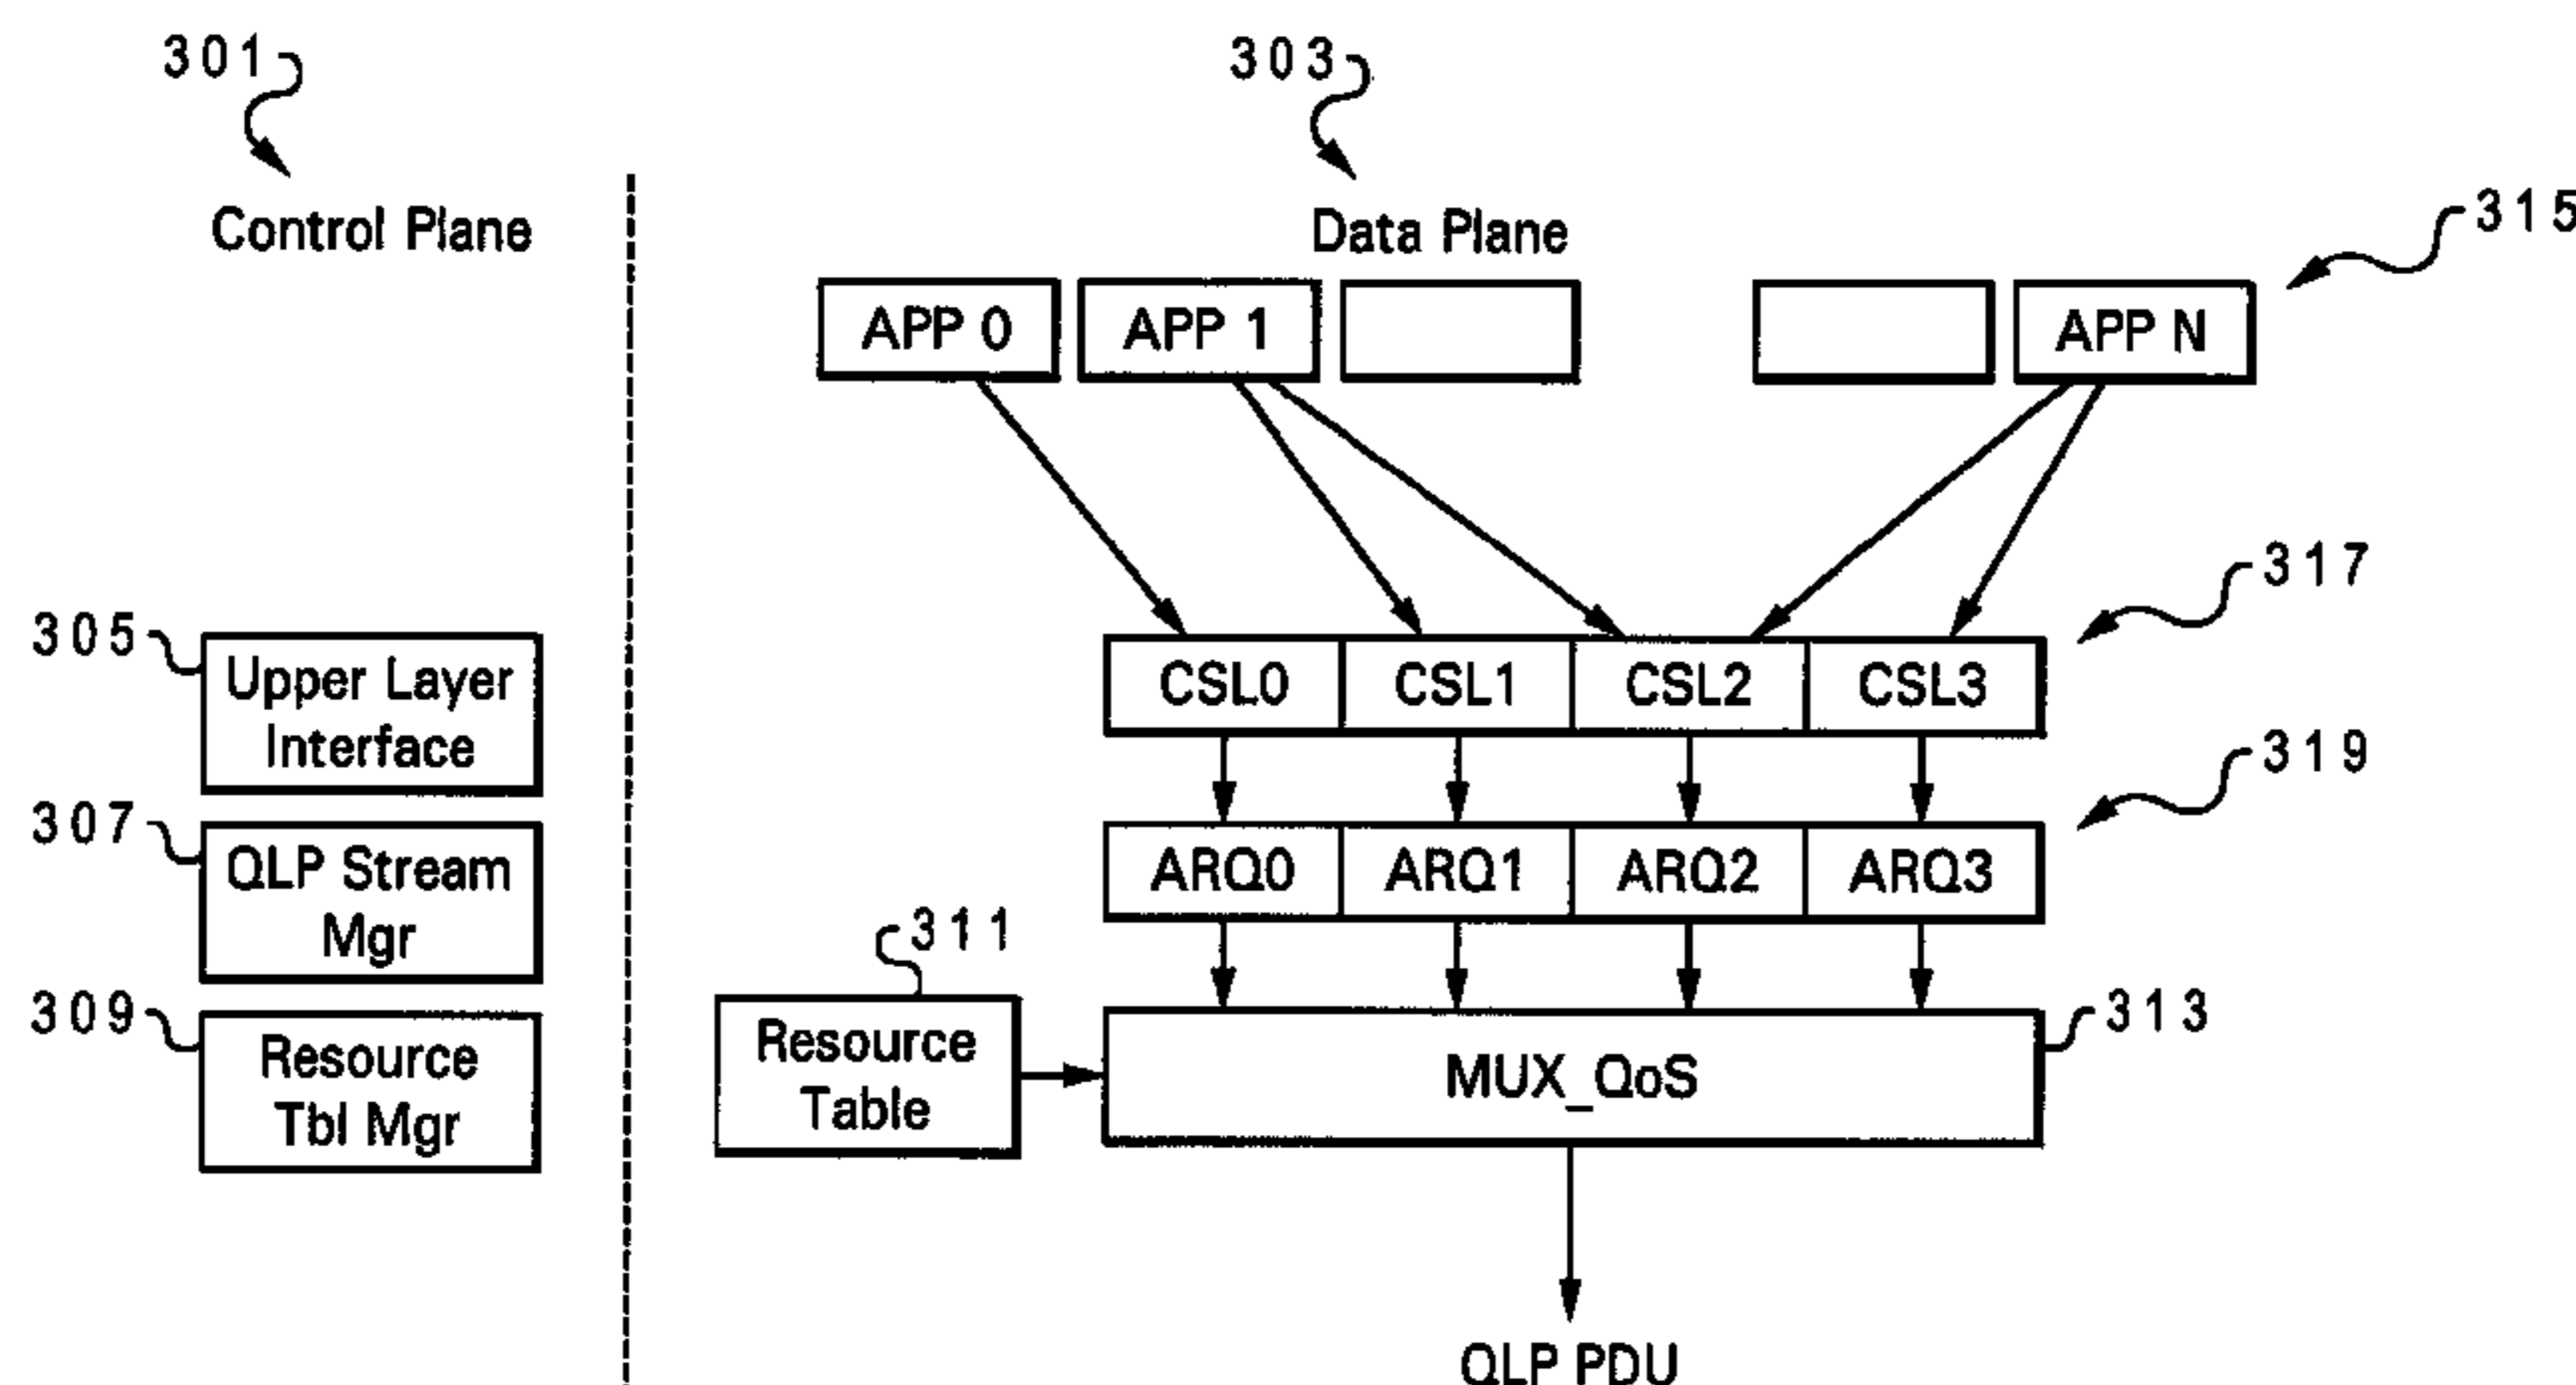 301
303
Control Plane
Data Plane
315
APP 0
APP 1
APP N
317
305
Upper Layer
Interface
CSL0
CSL1
CSL2
CSL3
319
307
QLP Stream
Mgr
ARQ0
ARQ1
ARQ2
ARQ3
311
309
Resource
Tbl Mgr
Resource
Table
MUX_QoS
313
QLP PDU